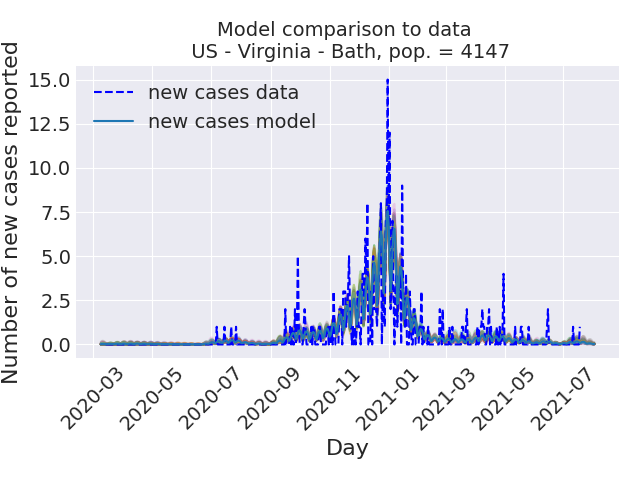 Model comparison to data
US - Virginia - Bath, pop. = 4147
new cases data
new cases model
Number of new cases reported
15.0
12.5
10.0
7.5
5.0
2.5
0.0
2020-03
2020-05
2020-07
2020-09
2020-11
2021-01
2021-03
2021-05
2021-07
Day